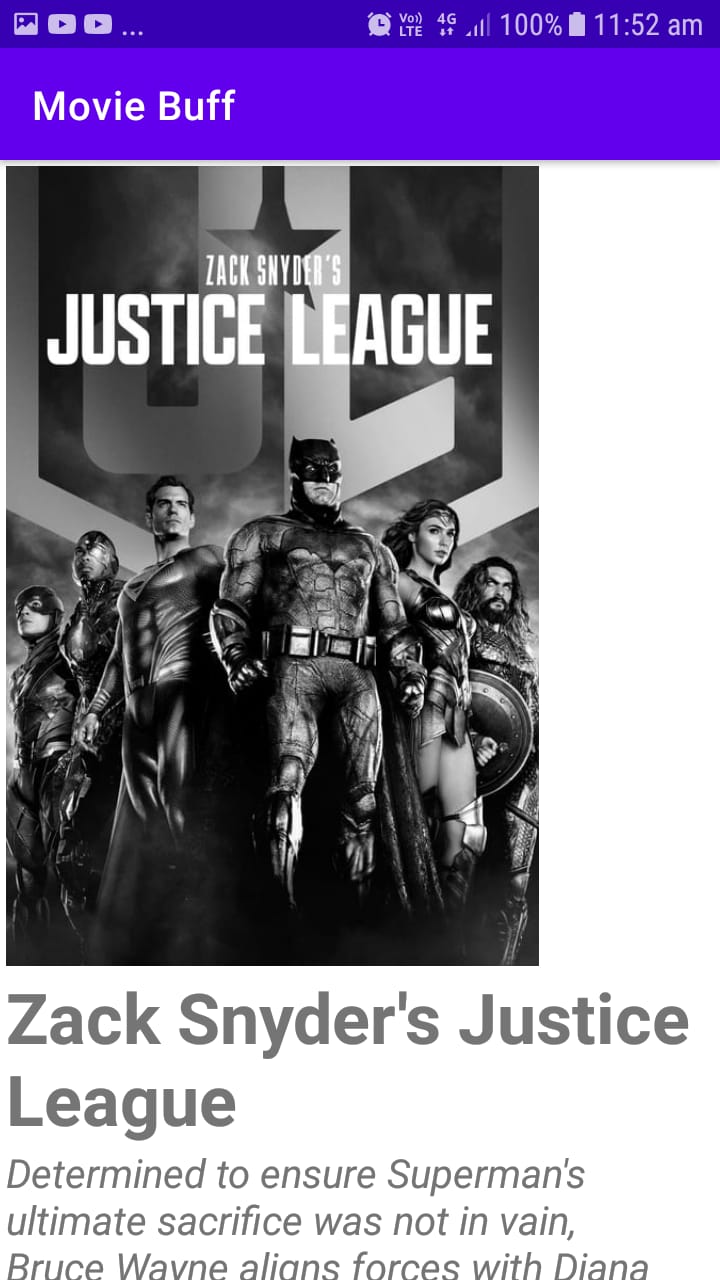 ... Vo)) LTE 4G 100% 11:52 am
Movie Buff
ZACK SNYDER'S
JUSTICE LEAGUE
Zack Snyder's Justice
League
Determined to ensure Superman's
ultimate sacrifice was not in vain,
Bruce Wayne aligns forces with Diana